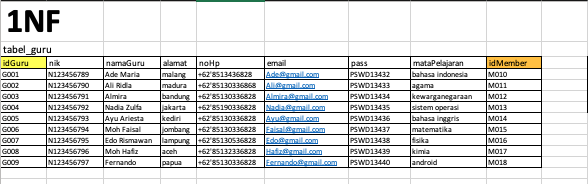 1NF
tabel_guru
idGuru nik namaGuru alamat noHp email pass mataPelajaran idMember
G001 N123456789 Ade Maria malang +62'8513436828 Ade@gmail.com PSWD13432 bahasa indonesia M010
G002 N123456790 Ali Ridla madura +62'85130336868 Ali@gmail.com PSWD13433 agama M011
G003 N123456791 Almira bandung +62'85130336828 Almira@gmail.com PSWD13434 kewarganegaraan M012
G004 N123456792 Nadia Zulfa jakarta +62'85190336828 Nadia@gmail.com PSWD13435 sistem operasi M013
G005 N123456793 Ayu Ariesta kediri +62'85130336828 Ayu@gmail.com PSWD13436 bahasa inggris M014
G006 N123456794 Moh Faisal jombang +62'85130336828 Faisal@gmail.com PSWD13437 matematika M015
G007 N123456795 Edo Rismawan lampung +62'85130536828 Edo@gmail.com PSWD13438 fisika M016
G008 N123456796 Moh Hafiz aceh +62'85132336828 Hafiz@gmail.com PSWD13439 kimia M017
G009 N123456797 Fernando papua +62'85130336828 Fernando@gmail.com PSWD13440 android M018